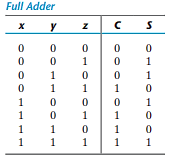 Full Adder
x y z C S
0 0 0 0 0
0 0 1 0 1
0 1 0 0 1
0 1 1 1 0
1 0 0 0 1
1 0 1 1 0
1 1 0 1 0
1 1 1 1 1